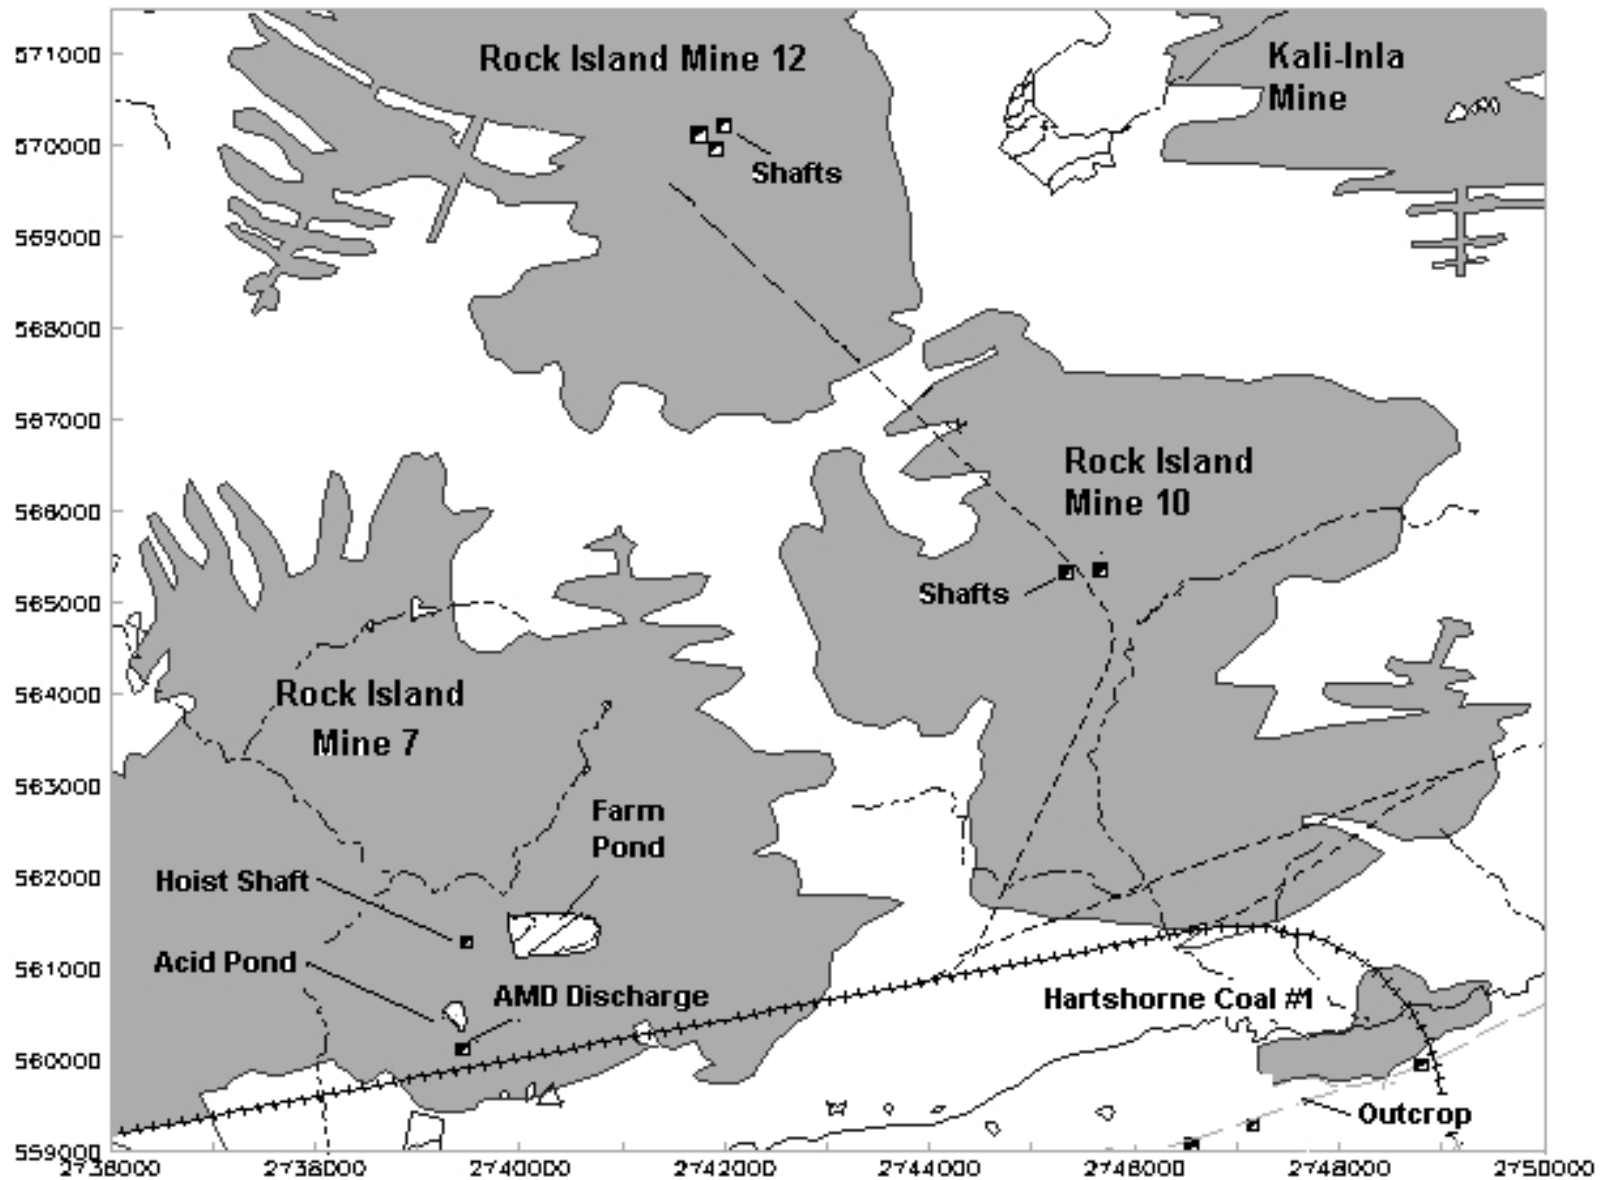 571000
Rock Island Mine 12
Kali-Inla
Mine
570000
Shafts
569000
568000
567000
Rock Island
Mine 10
566000
Shafts
565000
564000
Rock Island
Mine 7
563000
Farm
Pond
562000
Hoist Shaft
561000
Acid Pond
AMD Discharge
Hartshorne Coal #1
560000
Outcrop
559000
2736000 2738000 2740000 2742000 2744000 2746000 2748000 2750000